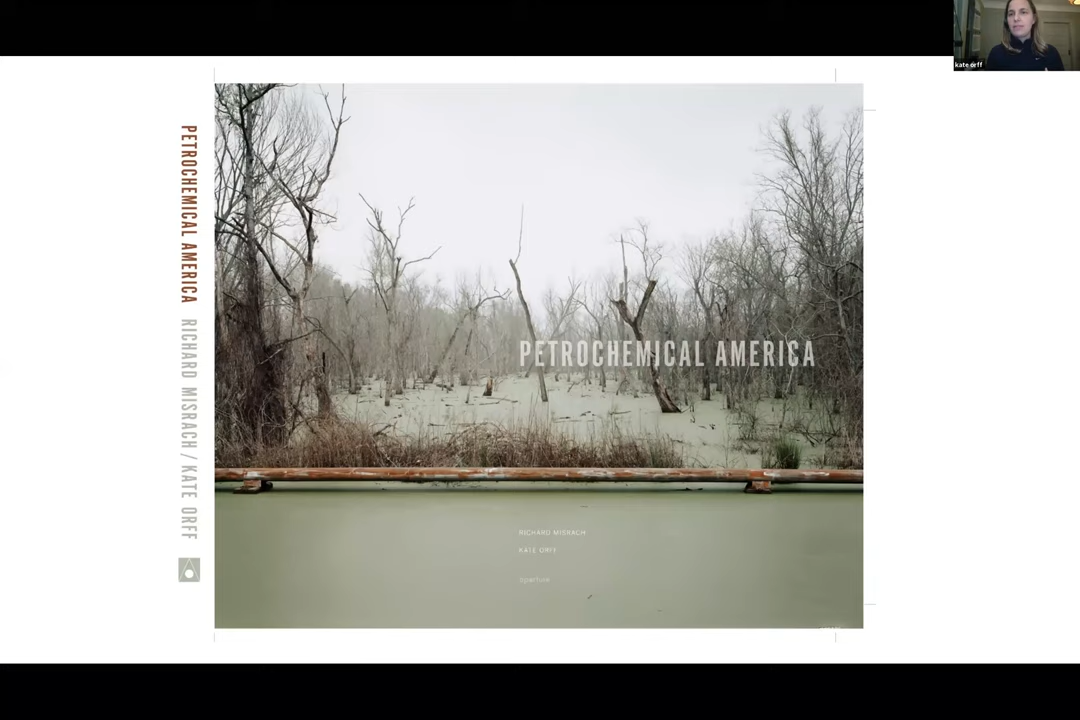 kate orff
PETROCHEMICAL AMERICA RICHARD MISRACH / KATE ORFF
PETROCHEMICAL AMERICA
RICHARD MISRACH
KATE ORFF
aperture